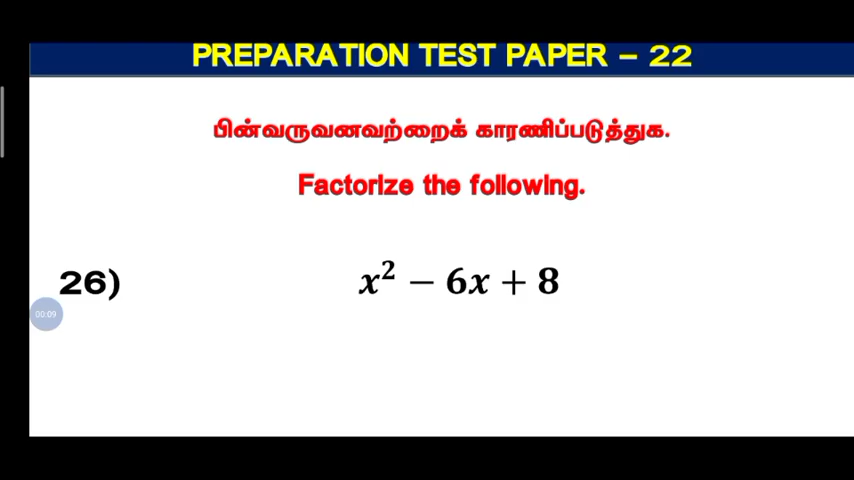 PREPARATION TEST PAPER – 22
பின்வருவனவற்றைக் காரணிப்படுத்துக.
Factorize the following.
26) x² − 6x + 8
00:09